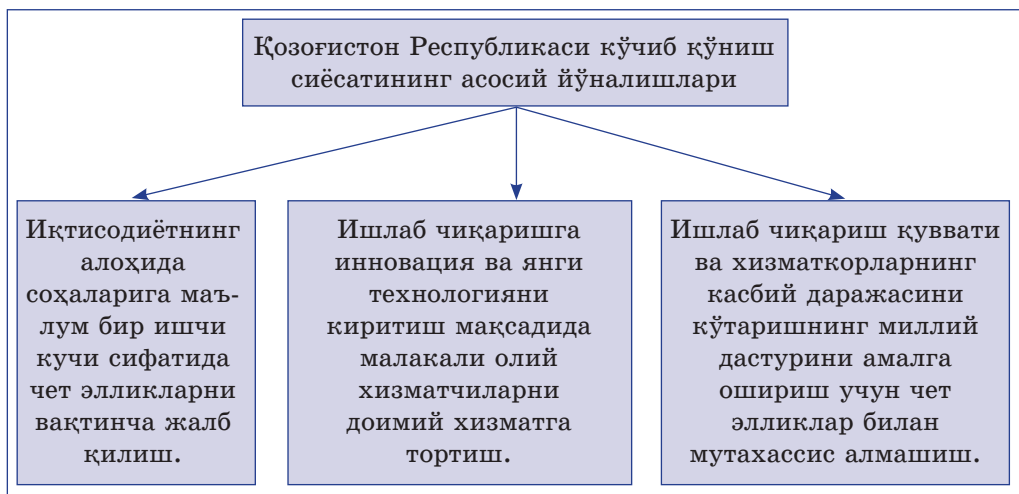 Қозоғистон Республикаси кўчиб қўниш
сиёсатининг асосий йўналишлари
Иқтисодиётнинг
алоҳида
соҳаларига маъ-
лум бир ишчи
кучи сифатида
чет элликларни
вақтинча жалб
қилиш.
Ишлаб чиқаришга
инновация ва янги
технологияни
киритиш мақсадида
малакали олий
хизматчиларни
доимий хизматга
тортиш.
Ишлаб чиқариш қуввати
ва хизматкорларнинг
касбий даражасини
кўтаришнинг миллий
дастурини амалга
ошириш учун чет
элликлар билан
мутахассис алмашиш.